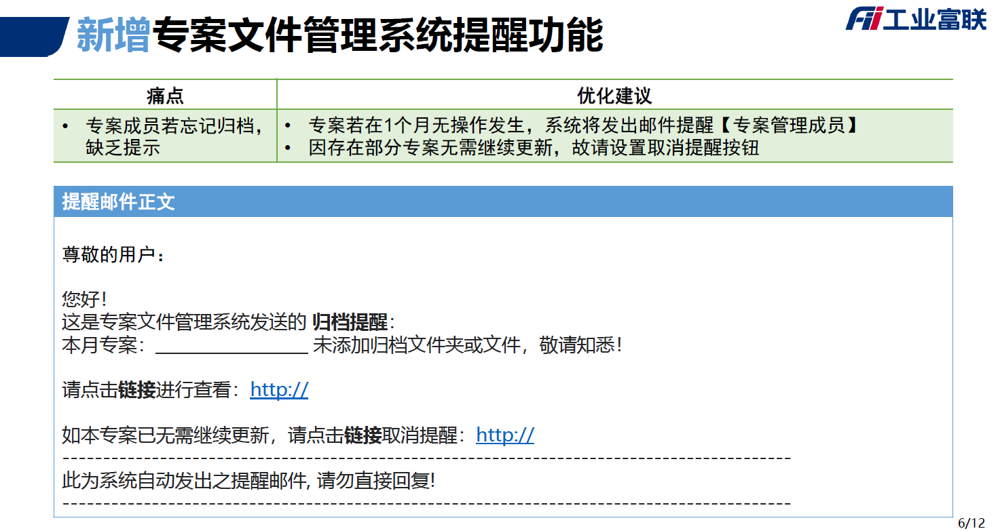 新增专案文件管理系统提醒功能
Fii工业富联
痛点
优化建议
• 专案成员若忘记归档，
缺乏提示
• 专案若在1个月无操作发生，系统将发出邮件提醒【专案管理成员】
• 因存在部分专案无需继续更新，故请设置取消提醒按钮
提醒邮件正文
尊敬的用户：
您好！
这是专案文件管理系统发送的 归档提醒：
本月专案：________________ 未添加归档文件夹或文件，敬请知悉！
请点击链接进行查看：http://
如本专案已无需继续更新，请点击链接取消提醒：http://
------------------------------------------------------------------------------------------
此为系统自动发出之提醒邮件, 请勿直接回复!
------------------------------------------------------------------------------------------
6/12